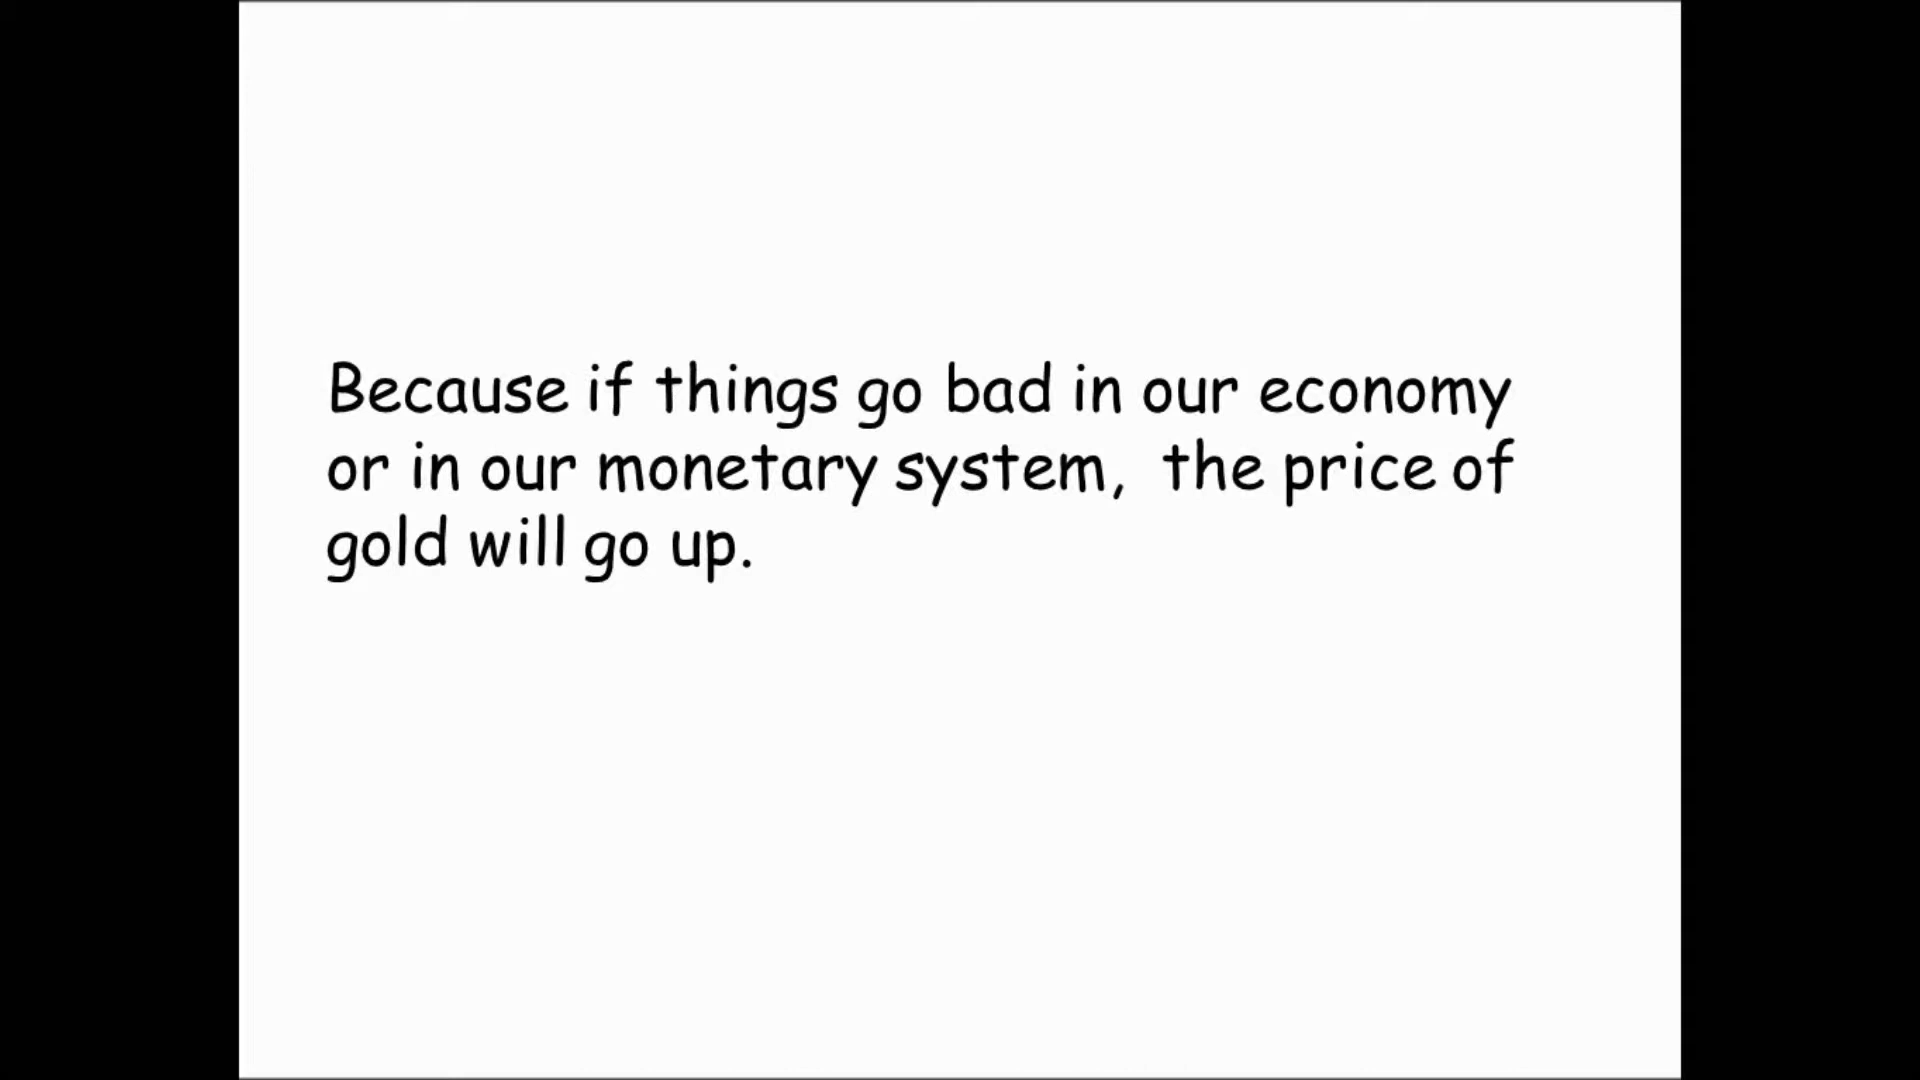 Because if things go bad in our economy
or in our monetary system,  the price of
gold will go up.